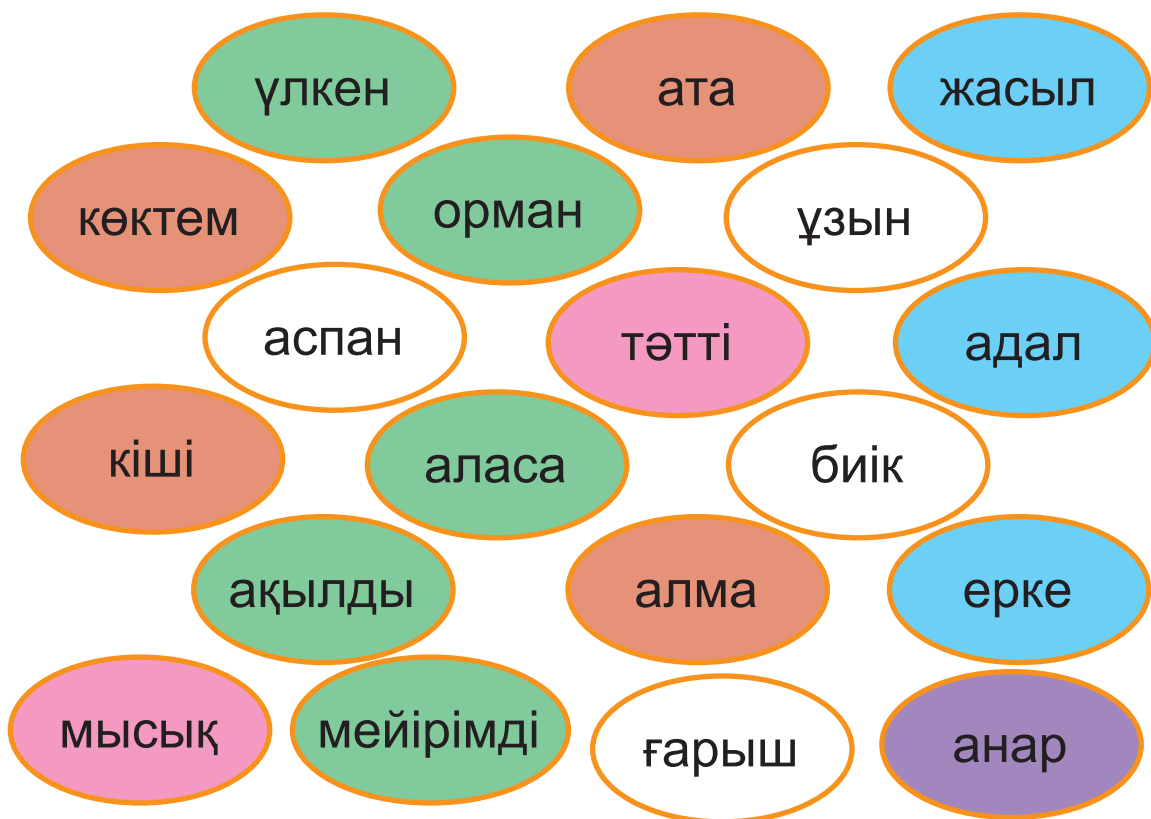 үлкен
ата
жасыл
көктем
орман
ұзын
аспан
тәтті
адал
кіші
аласа
биік
ақылды
алма
ерке
мысық
мейірімді
ғарыш
анар